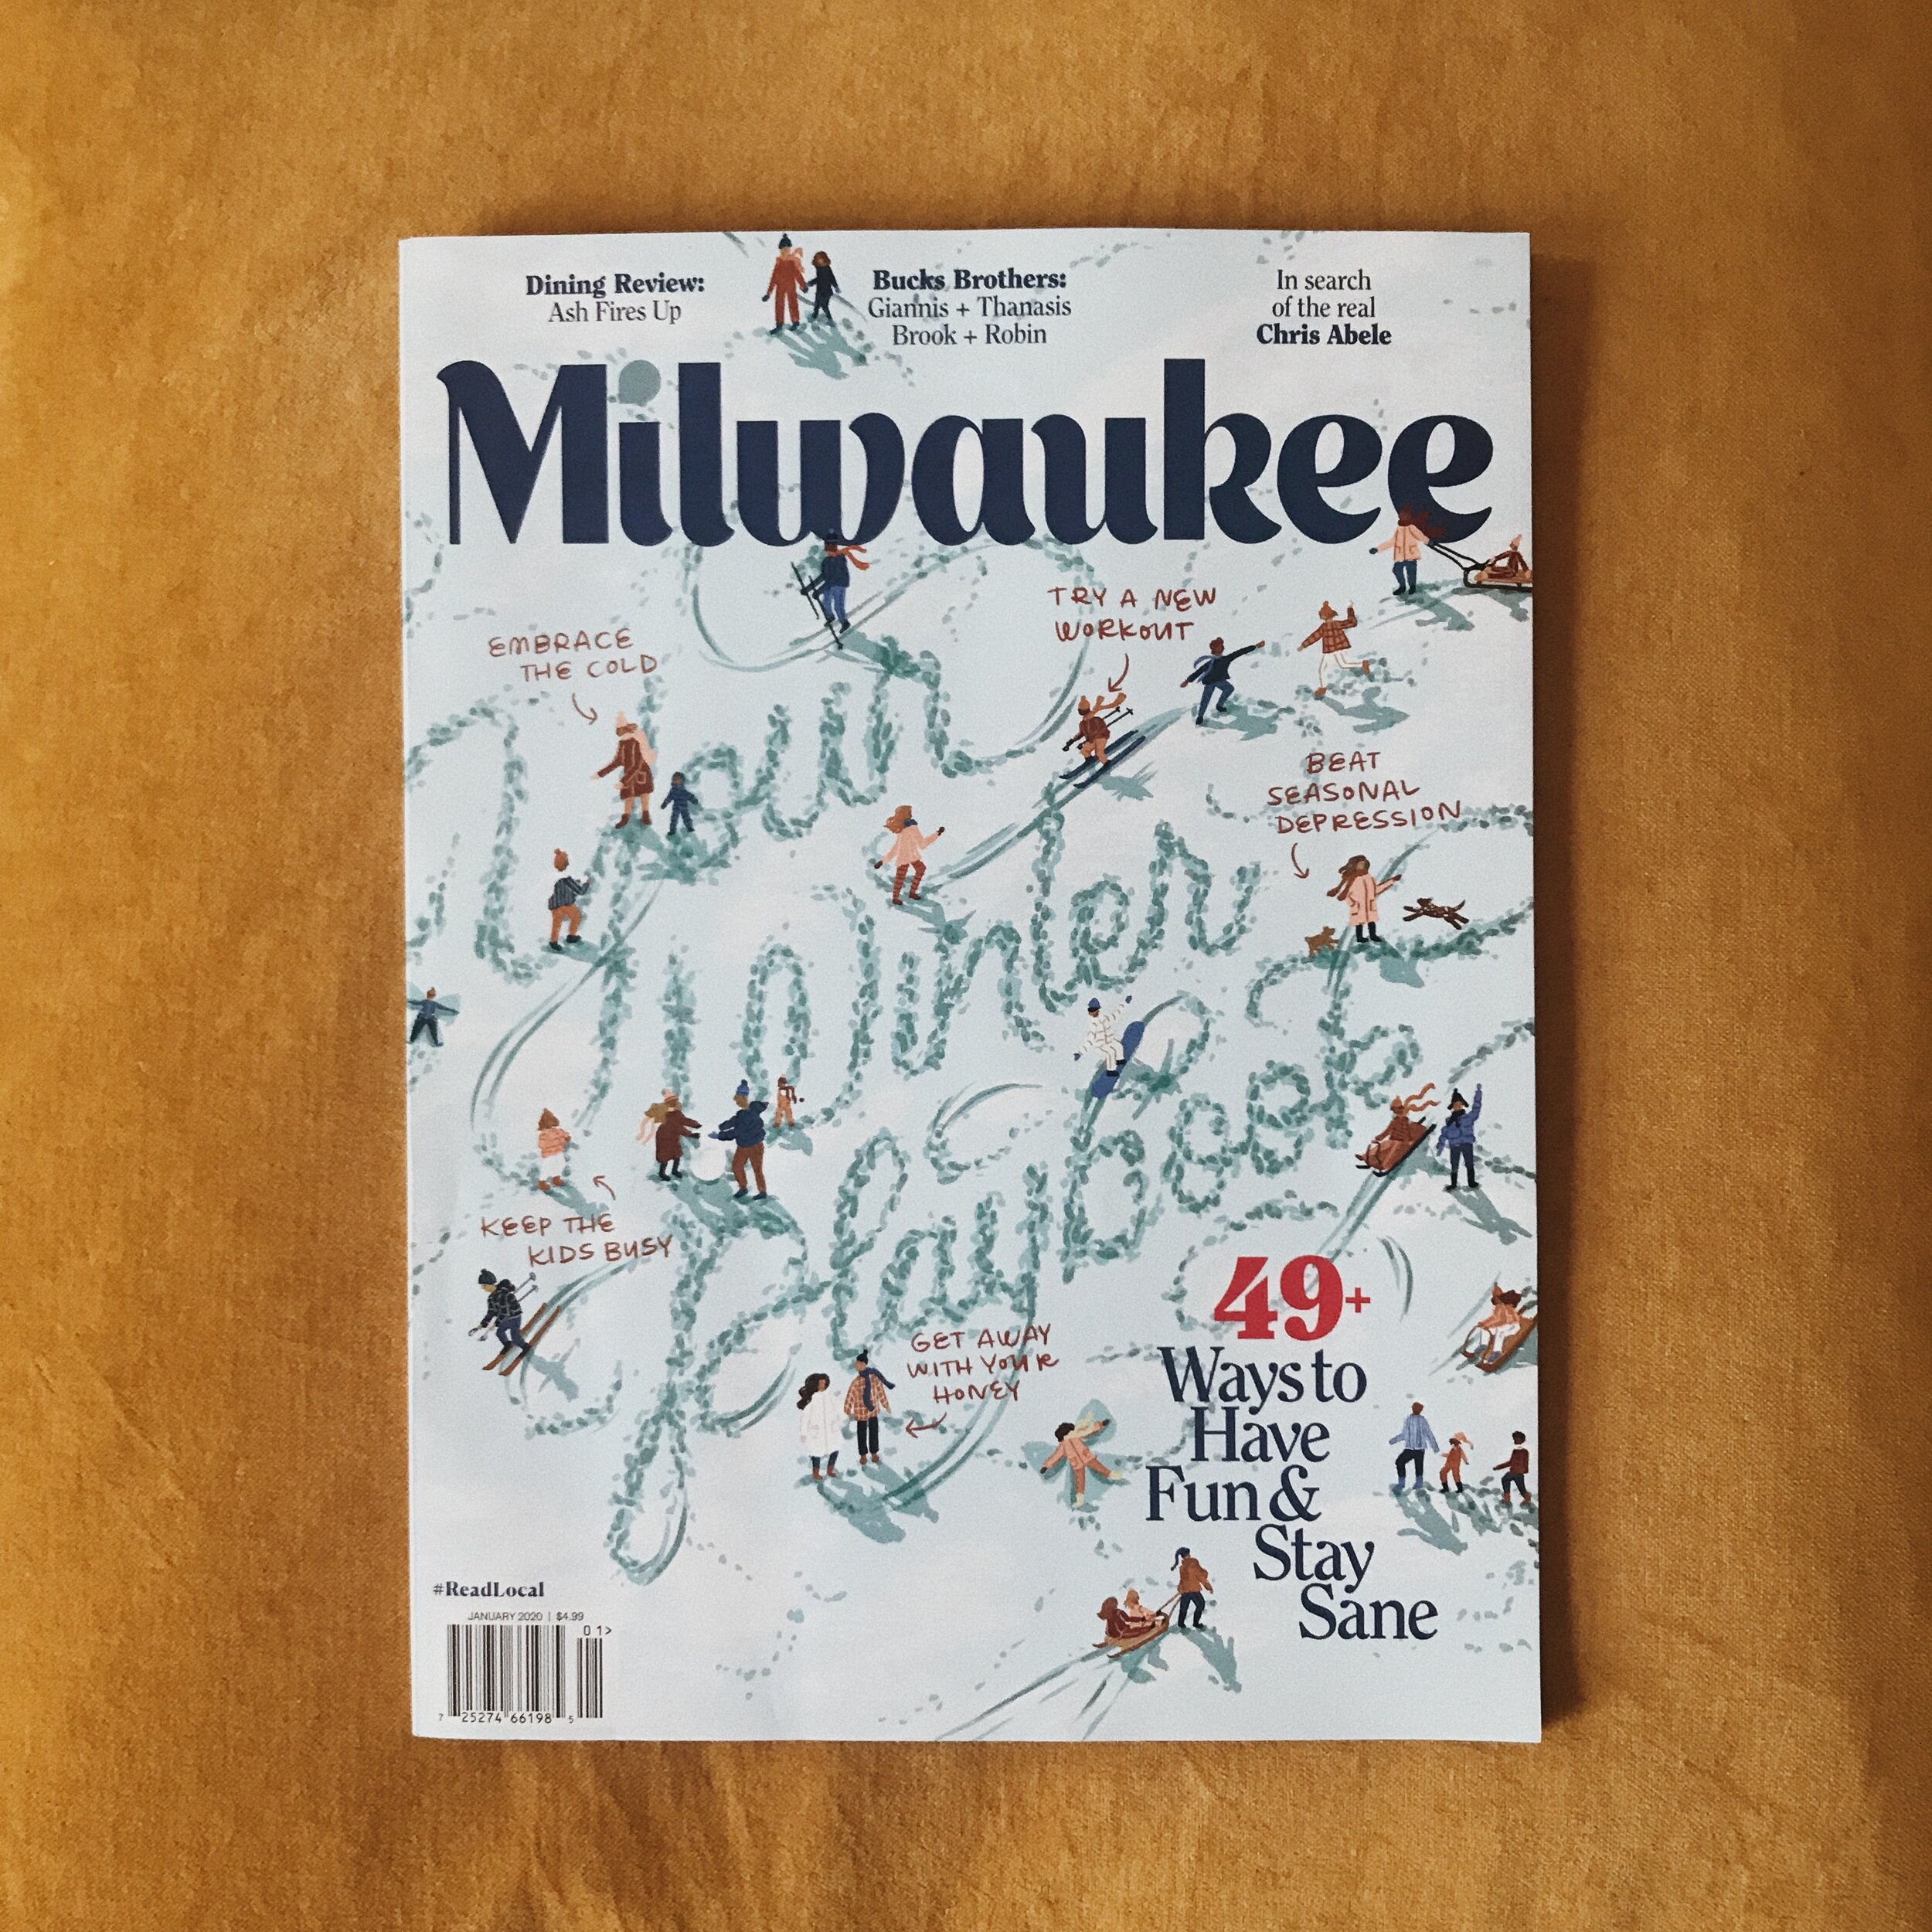 Dining Review:
Ash Fires Up
Bucks Brothers:
Giannis + Thanasis
Brook + Robin
In search
of the real
Chris Abele
Milwaukee
EMBRACE
THE COLD
TRY A NEW
WORKOUT
BEAT
SEASONAL
DEPRESSION
Your
Winter
Playbook
KEEP THE
KIDS BUSY
GET AWAY
WITH YOUR
HONEY
49+
Ways to
Have
Fun &
Stay
Sane
#ReadLocal
JANUARY 2020 | $4.99
0 1>
7 25274 66198 5